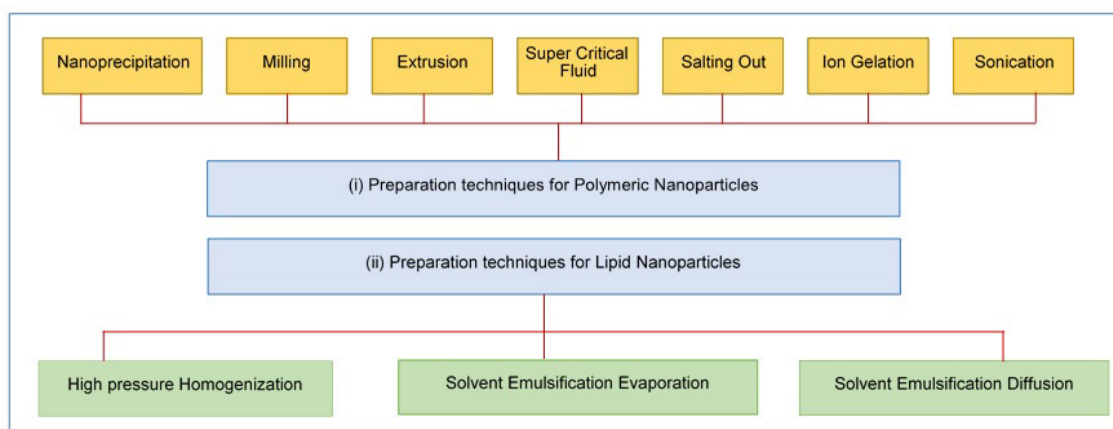 Nanoprecipitation
Milling
Extrusion
Super Critical
Fluid
Salting Out
Ion Gelation
Sonication
(i) Preparation techniques for Polymeric Nanoparticles
(ii) Preparation techniques for Lipid Nanoparticles
High pressure Homogenization
Solvent Emulsification Evaporation
Solvent Emulsification Diffusion